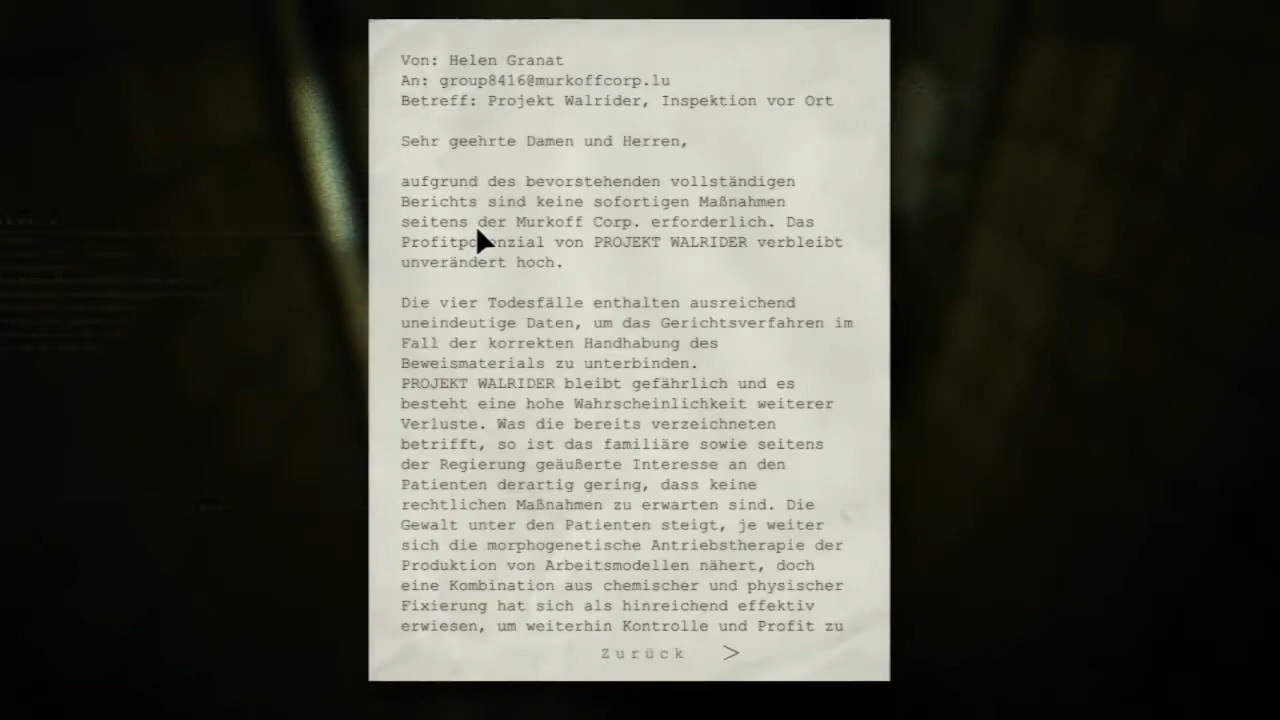 Von: Helen Granat
An: group8416@murkoffcorp.lu
Betreff: Projekt Walrider, Inspektion vor Ort
Sehr geehrte Damen und Herren,
aufgrund des bevorstehenden vollständigen
Berichts sind keine sofortigen Maßnahmen
seitens der Murkoff Corp. erforderlich. Das
Profitpotenzial von PROJEKT WALRIDER verbleibt
unverändert hoch.
Die vier Todesfälle enthalten ausreichend
uneindeutige Daten, um das Gerichtsverfahren im
Fall der korrekten Handhabung des
Beweismaterials zu unterbinden.
PROJEKT WALRIDER bleibt gefährlich und es
besteht eine hohe Wahrscheinlichkeit weiterer
Verluste. Was die bereits verzeichneten
betrifft, so ist das familiäre sowie seitens
der Regierung geäußerte Interesse an den
Patienten derartig gering, dass keine
rechtlichen Maßnahmen zu erwarten sind. Die
Gewalt unter den Patienten steigt, je weiter
sich die morphogenetische Antriebstherapie der
Produktion von Arbeitsmodellen nähert, doch
eine Kombination aus chemischer und physischer
Fixierung hat sich als hinreichend effektiv
erwiesen, um weiterhin Kontrolle und Profit zu
Zurück >